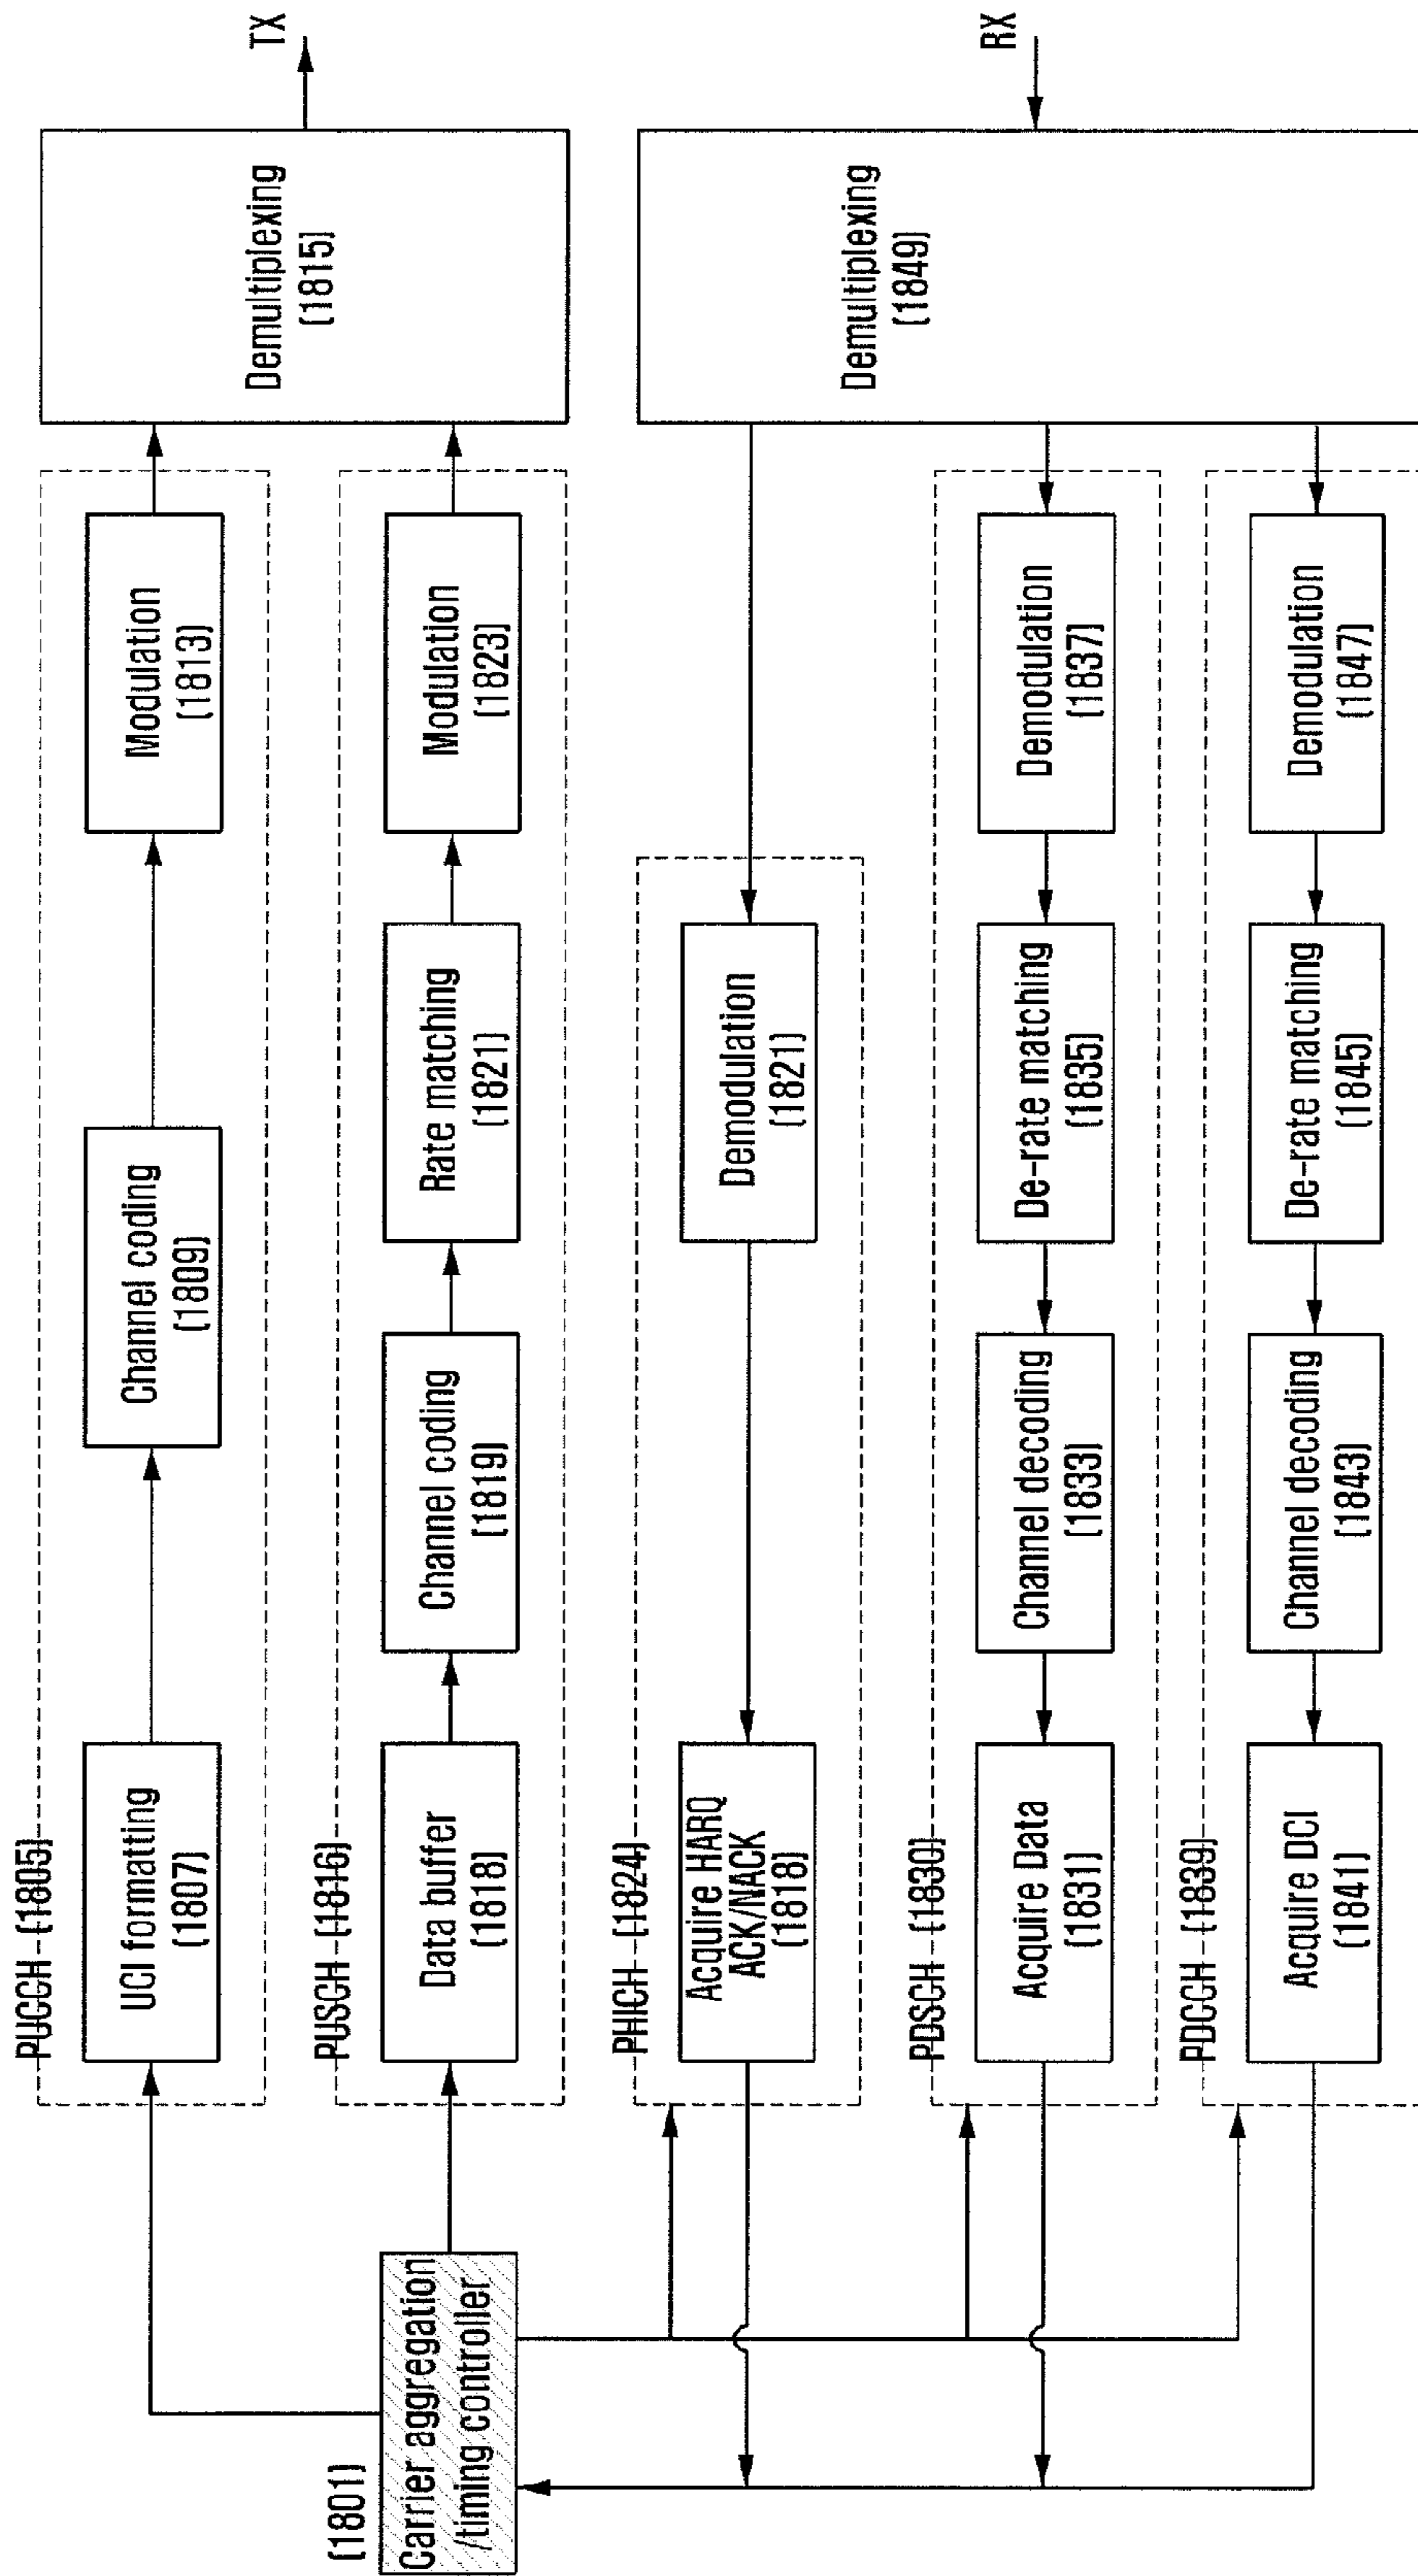 (1801)
Carrier aggregation
/timing controller
PUCCH (1805)
UCI formatting
(1807)
Channel coding
(1809)
Modulation
(1813)
Demultiplexing
(1815)
TX
PUSCH (1816)
Data buffer
(1818)
Channel coding
(1819)
Rate matching
(1821)
Modulation
(1823)
PHICH (1824)
Acquire HARQ
ACK/NACK
(1818)
Demodulation
(1821)
Demultiplexing
(1849)
RX
PDSCH (1830)
Acquire Data
(1831)
Channel decoding
(1833)
De-rate matching
(1835)
Demodulation
(1837)
PDCCH (1839)
Acquire DCI
(1841)
Channel decoding
(1843)
De-rate matching
(1845)
Demodulation
(1847)